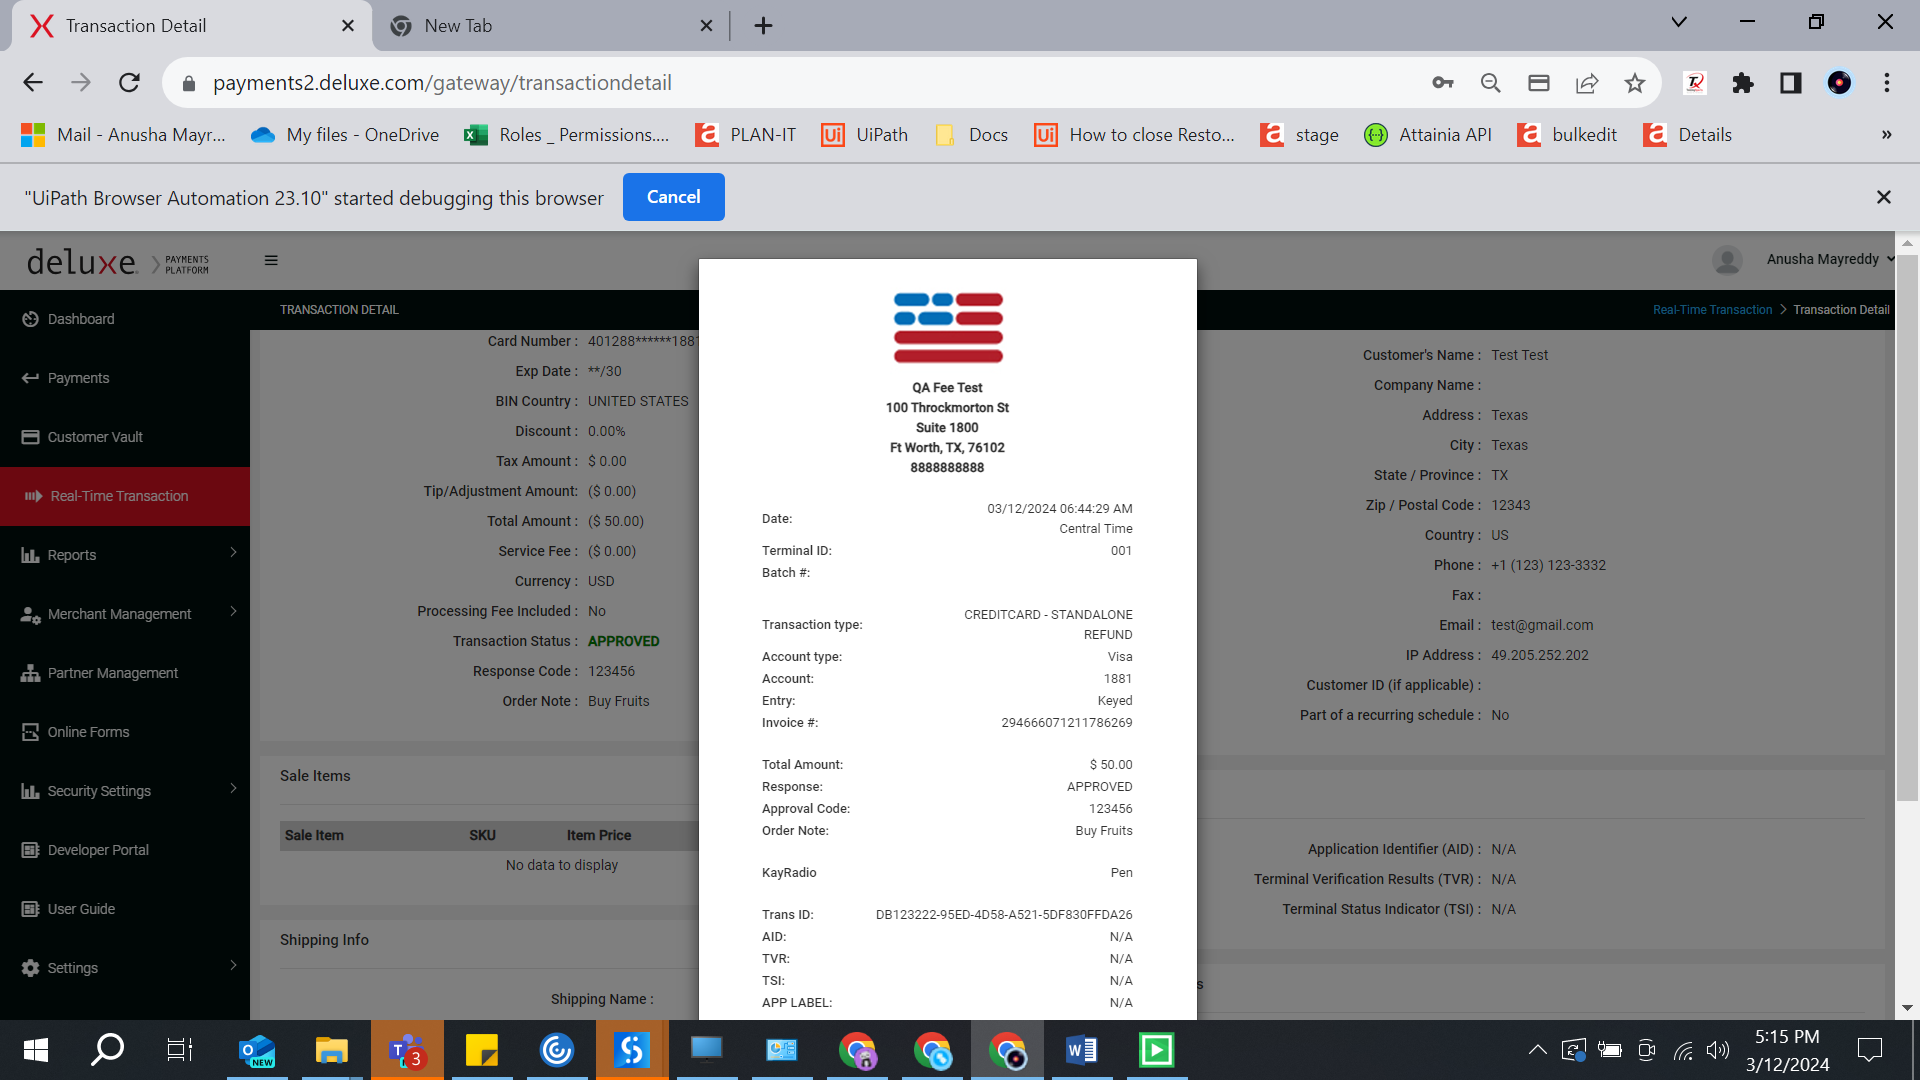 Transaction Detail
New Tab
payments2.deluxe.com/gateway/transactiondetail
Mail - Anusha Mayr...
My files - OneDrive
Roles _ Permissions....
PLAN-IT
UiPath
Docs
How to close Resto...
stage
Attainia API
bulkedit
Details
»
"UiPath Browser Automation 23.10" started debugging this browser
Cancel
deluxe.
PAYMENTS
PLATFORM
Anusha Mayreddy
Dashboard
Payments
Customer Vault
Real-Time Transaction
Reports
Merchant Management
Partner Management
Online Forms
Security Settings
Developer Portal
User Guide
Settings
TRANSACTION DETAIL
Real-Time Transaction > Transaction Detail
Card Number : 401288******1881
Exp Date : **/30
BIN Country : UNITED STATES
Discount : 0.00%
Tax Amount : $ 0.00
Tip/Adjustment Amount: ($ 0.00)
Total Amount : ($ 50.00)
Service Fee : ($ 0.00)
Currency : USD
Processing Fee Included : No
Transaction Status : APPROVED
Response Code : 123456
Order Note : Buy Fruits
Sale Items
Sale Item SKU Item Price
No data to display
Shipping Info
Shipping Name :
QA Fee Test
100 Throckmorton St
Suite 1800
Ft Worth, TX, 76102
8888888888
Date: 03/12/2024 06:44:29 AM
Central Time
Terminal ID: 001
Batch #:
Transaction type: CREDITCARD - STANDALONE
REFUND
Account type: Visa
Account: 1881
Entry: Keyed
Invoice #: 294666071211786269
Total Amount: $ 50.00
Response: APPROVED
Approval Code: 123456
Order Note: Buy Fruits
KayRadio Pen
Trans ID: DB123222-95ED-4D58-A521-5DF830FFDA26
AID: N/A
TVR: N/A
TSI: N/A
APP LABEL: N/A
Customer's Name : Test Test
Company Name :
Address : Texas
City : Texas
State / Province : TX
Zip / Postal Code : 12343
Country : US
Phone : +1 (123) 123-3332
Fax :
Email : test@gmail.com
IP Address : 49.205.252.202
Customer ID (if applicable) :
Part of a recurring schedule : No
Application Identifier (AID) : N/A
Terminal Verification Results (TVR) : N/A
Terminal Status Indicator (TSI) : N/A
s
NEW
3
5:15 PM
3/12/2024